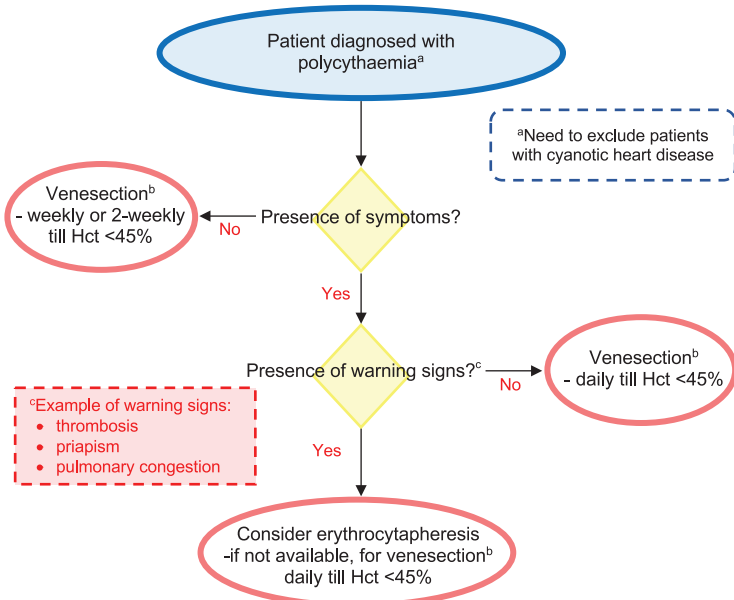 Patient diagnosed with
polycythaemiaᵃ
ᵃNeed to exclude patients
with cyanotic heart disease
Venesectionᵇ
- weekly or 2-weekly
till Hct <45%
No
Presence of symptoms?
Yes
Presence of warning signs?ᶜ
No
Venesectionᵇ
- daily till Hct <45%
ᶜExample of warning signs:
• thrombosis
• priapism
• pulmonary congestion
Yes
Consider erythrocytapheresis
-if not available, for venesectionᵇ
daily till Hct <45%